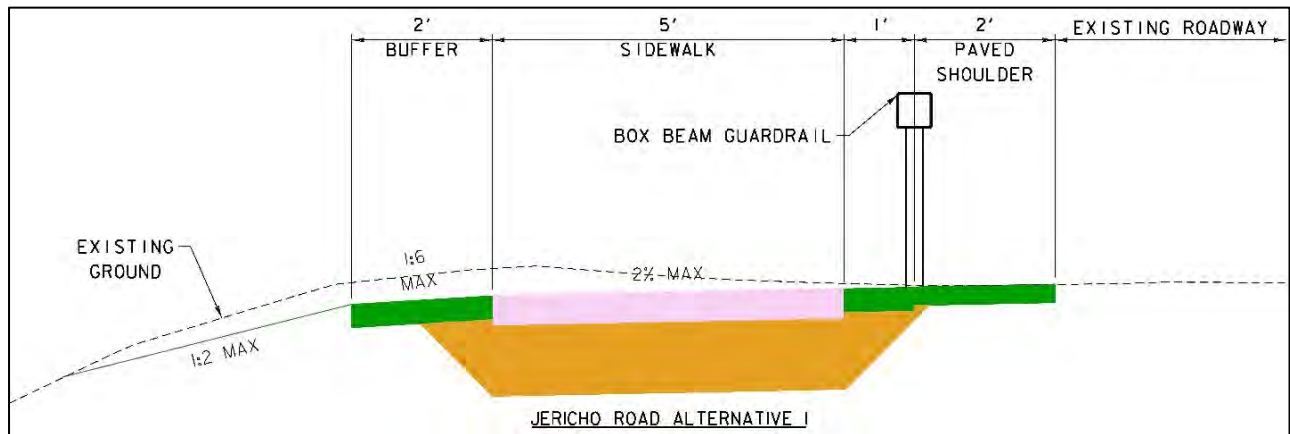 2'
BUFFER
5'
SIDEWALK
1'
2'
PAVED
SHOULDER
EXISTING ROADWAY
BOX BEAM GUARDRAIL
EXISTING
GROUND
1:6
MAX
2% MAX
1:2 MAX
JERICHO ROAD ALTERNATIVE 1